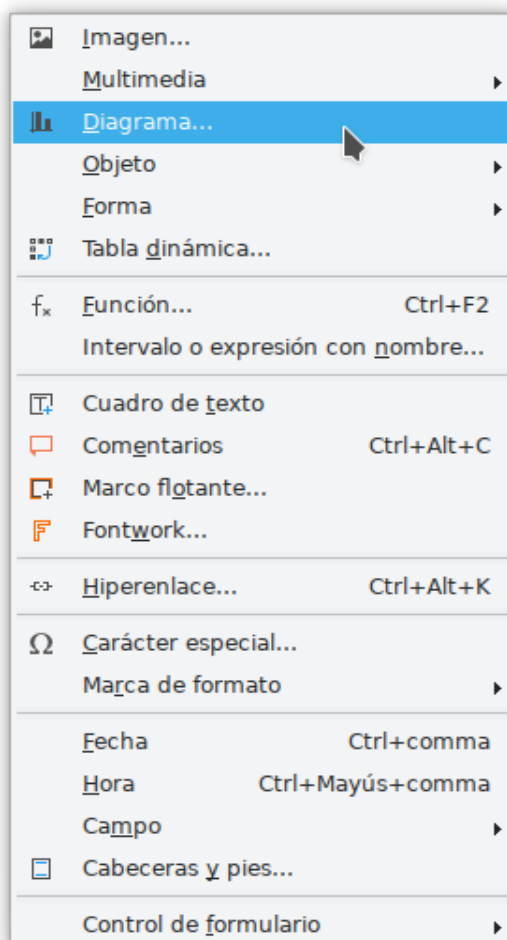 Imagen...
Multimedia
Diagrama...
Objeto
Forma
Tabla dinámica...
Función... Ctrl+F2
Intervalo o expresión con nombre...
Cuadro de texto
Comentarios Ctrl+Alt+C
Marco flotante...
Fontwork...
Hiperenlace... Ctrl+Alt+K
Carácter especial...
Marca de formato
Fecha Ctrl+comma
Hora Ctrl+Mayús+comma
Campo
Cabeceras y pies...
Control de formulario